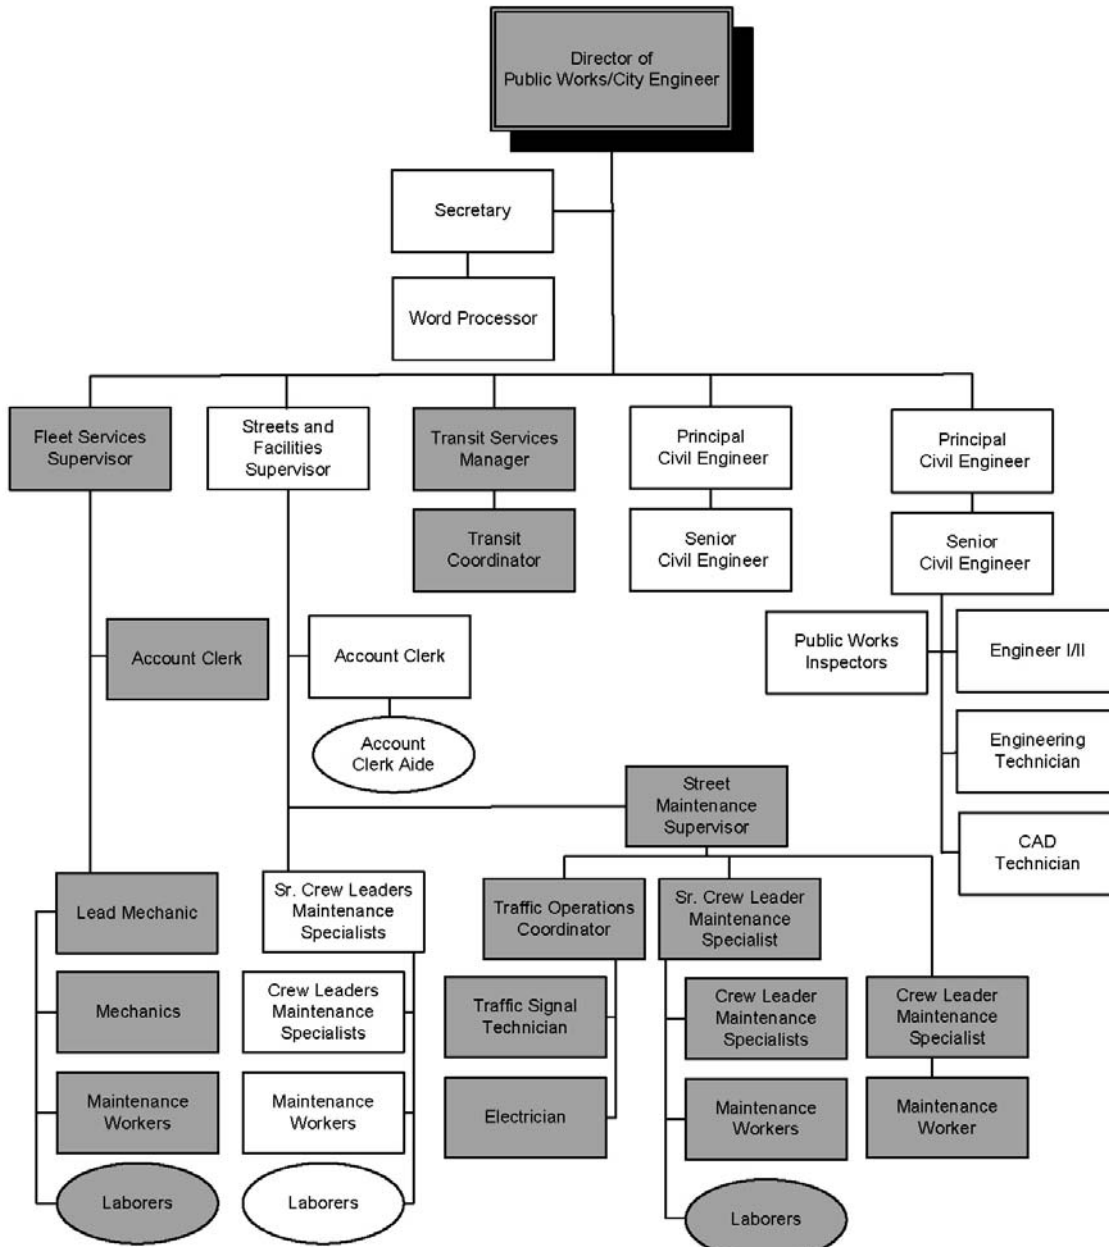 Director of
Public Works/City Engineer
Secretary
Word Processor
Fleet Services
Supervisor
Streets and
Facilities
Supervisor
Transit Services
Manager
Principal
Civil Engineer
Principal
Civil Engineer
Transit
Coordinator
Senior
Civil Engineer
Senior
Civil Engineer
Account Clerk
Account Clerk
Public Works
Inspectors
Engineer I/II
Account
Clerk Aide
Engineering
Technician
Street
Maintenance
Supervisor
CAD
Technician
Lead Mechanic
Sr. Crew Leaders
Maintenance
Specialists
Traffic Operations
Coordinator
Sr. Crew Leader
Maintenance
Specialist
Mechanics
Crew Leaders
Maintenance
Specialists
Traffic Signal
Technician
Crew Leader
Maintenance
Specialists
Crew Leader
Maintenance
Specialist
Maintenance
Workers
Maintenance
Workers
Electrician
Maintenance
Workers
Maintenance
Worker
Laborers
Laborers
Laborers